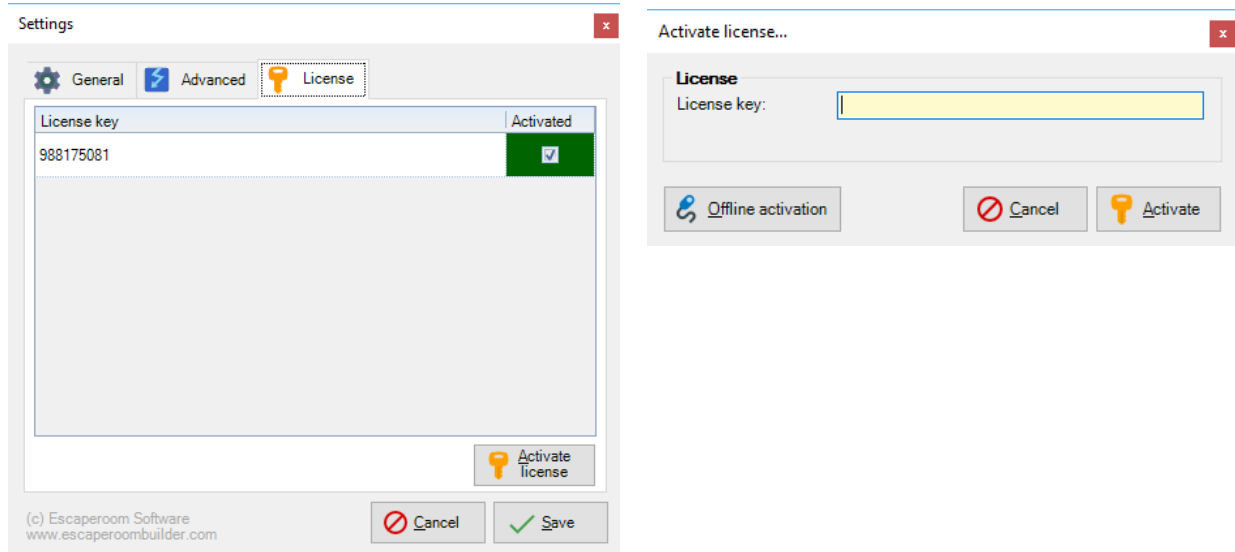 Settings
General
Advanced
License
License key
Activated
988175081
Activate
license
(c) Escaperoom Software
www.escaperoombuilder.com
Cancel
Save
Activate license...
License
License key:
Offline activation
Cancel
Activate